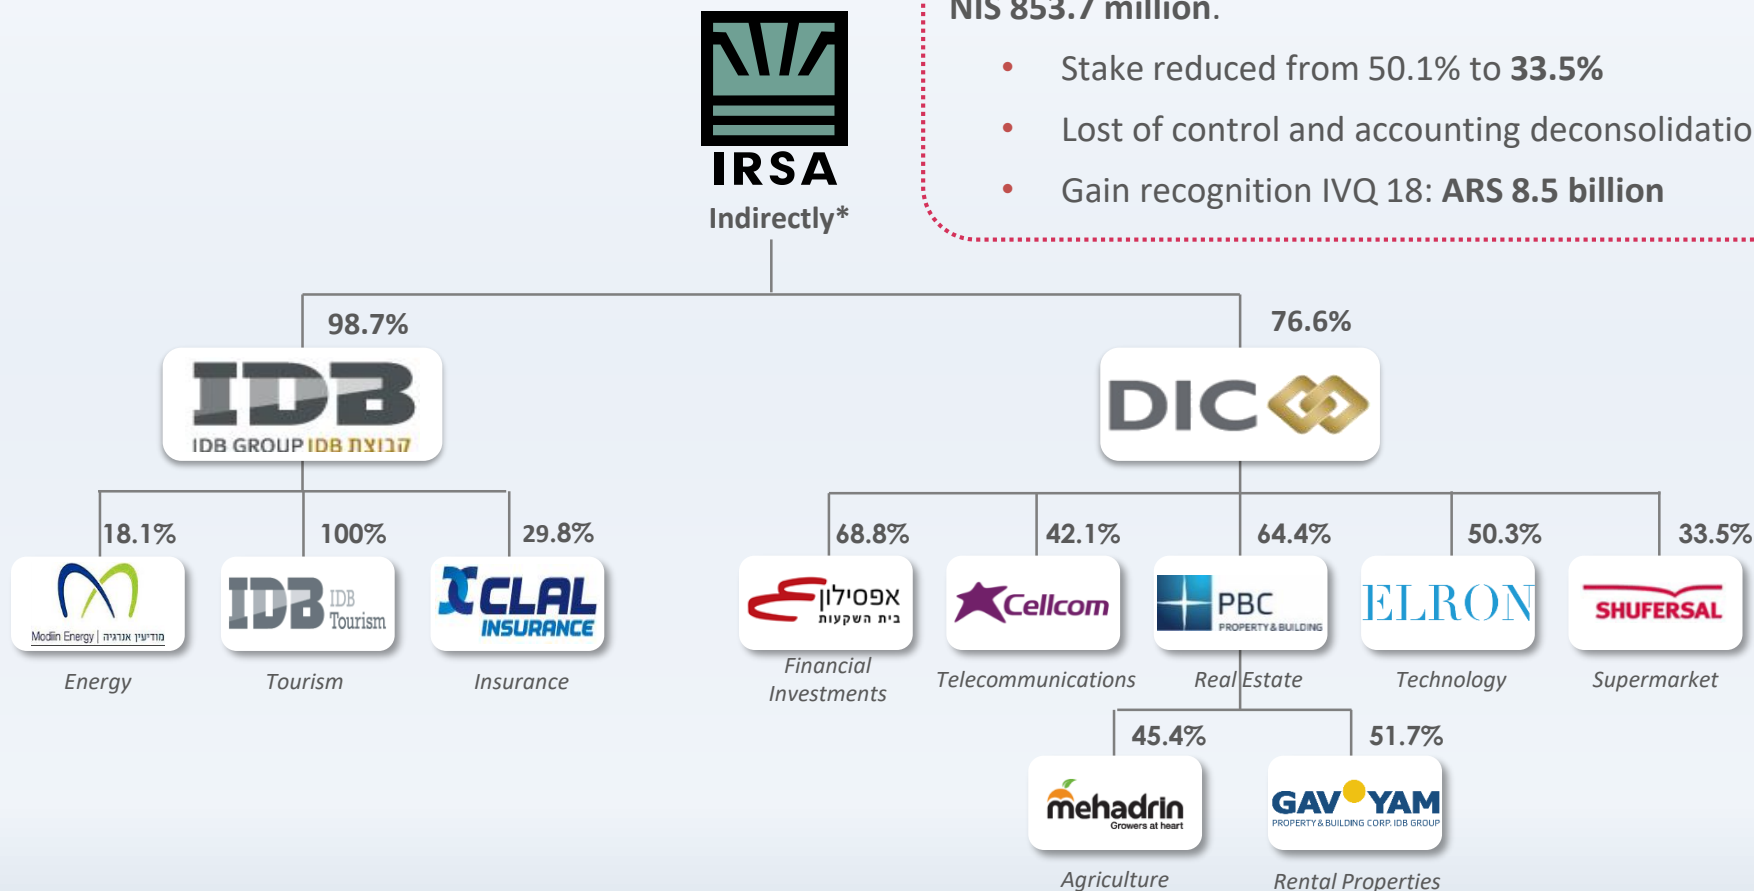 NIS 853.7 million.
• Stake reduced from 50.1% to 33.5%
• Lost of control and accounting deconsolidatio
• Gain recognition IVQ 18: ARS 8.5 billion
IRSA
Indirectly*
98.7%
76.6%
IDB
IDB GROUP קבוצת IDB
DIC
18.1%
100%
29.8%
68.8%
42.1%
64.4%
50.3%
33.5%
Modiin Energy | מודיעין אנרגיה
IDB
IDB
Tourism
CLAL
INSURANCE
אפסילון
בית השקעות
Cellcom
PBC
PROPERTY & BUILDING
ELRON
SHUFERSAL
Energy
Tourism
Insurance
Financial
Investments
Telecommunications
Real Estate
Technology
Supermarket
45.4%
51.7%
mehadrin
Growers at heart
GAV YAM
PROPERTY & BUILDING CORP. IDB GROUP
Agriculture
Rental Properties